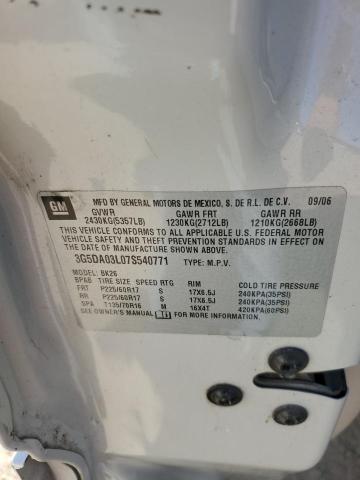 GM
MFD BY GENERAL MOTORS DE MEXICO, S. DE R.L. DE C.V. 09/06
GVWR GAWR FRT GAWR RR
2430KG(5357LB) 1230KG(2712LB) 1210KG(2668LB)
THIS VEHICLE CONFORMS TO ALL APPLICABLE U.S. FEDERAL MOTOR
VEHICLE SAFETY AND THEFT PREVENTION STANDARDS IN EFFECT ON
THE DATE OF MANUFACTURE SHOWN ABOVE.
3G5DA03L07S540771 TYPE: M.P.V.
MODEL: BK26
BPAB TIRE SIZE SPEED RTG RIM COLD TIRE PRESSURE
FRT P225/60R17 S 17X6.5J 240KPA(35PSI)
RR P225/60R17 S 17X6.5J 240KPA(35PSI)
SPA T135/70R16 M 16X4T 420KPA(60PSI)
SEE OWNER'S MANUAL FOR ADDITIONAL INFORMATION.